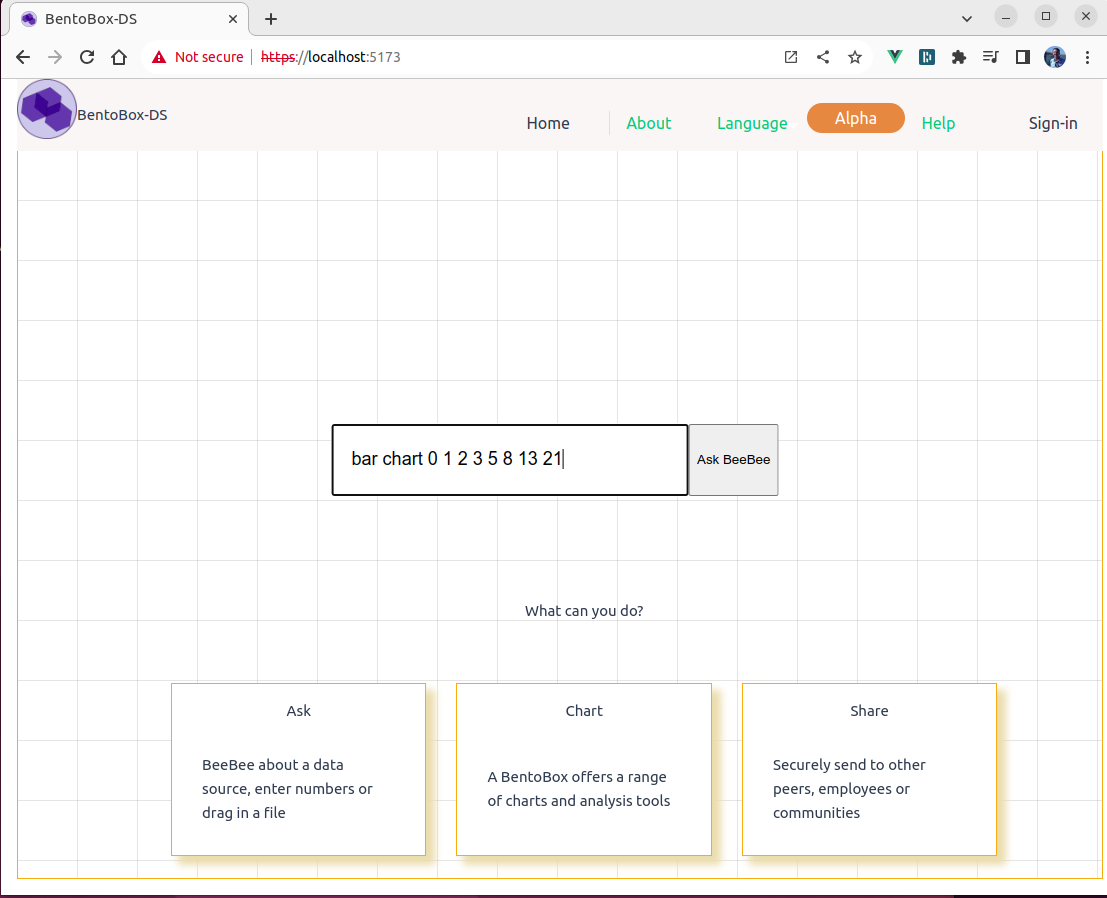 BentoBox-DS
Not secure https://localhost:5173
BentoBox-DS
Home About Language Alpha Help Sign-in
bar chart 0 1 2 3 5 8 13 21
Ask BeeBee
What can you do?
Ask
BeeBee about a data
source, enter numbers or
drag in a file
Chart
A BentoBox offers a range
of charts and analysis tools
Share
Securely send to other
peers, employees or
communities